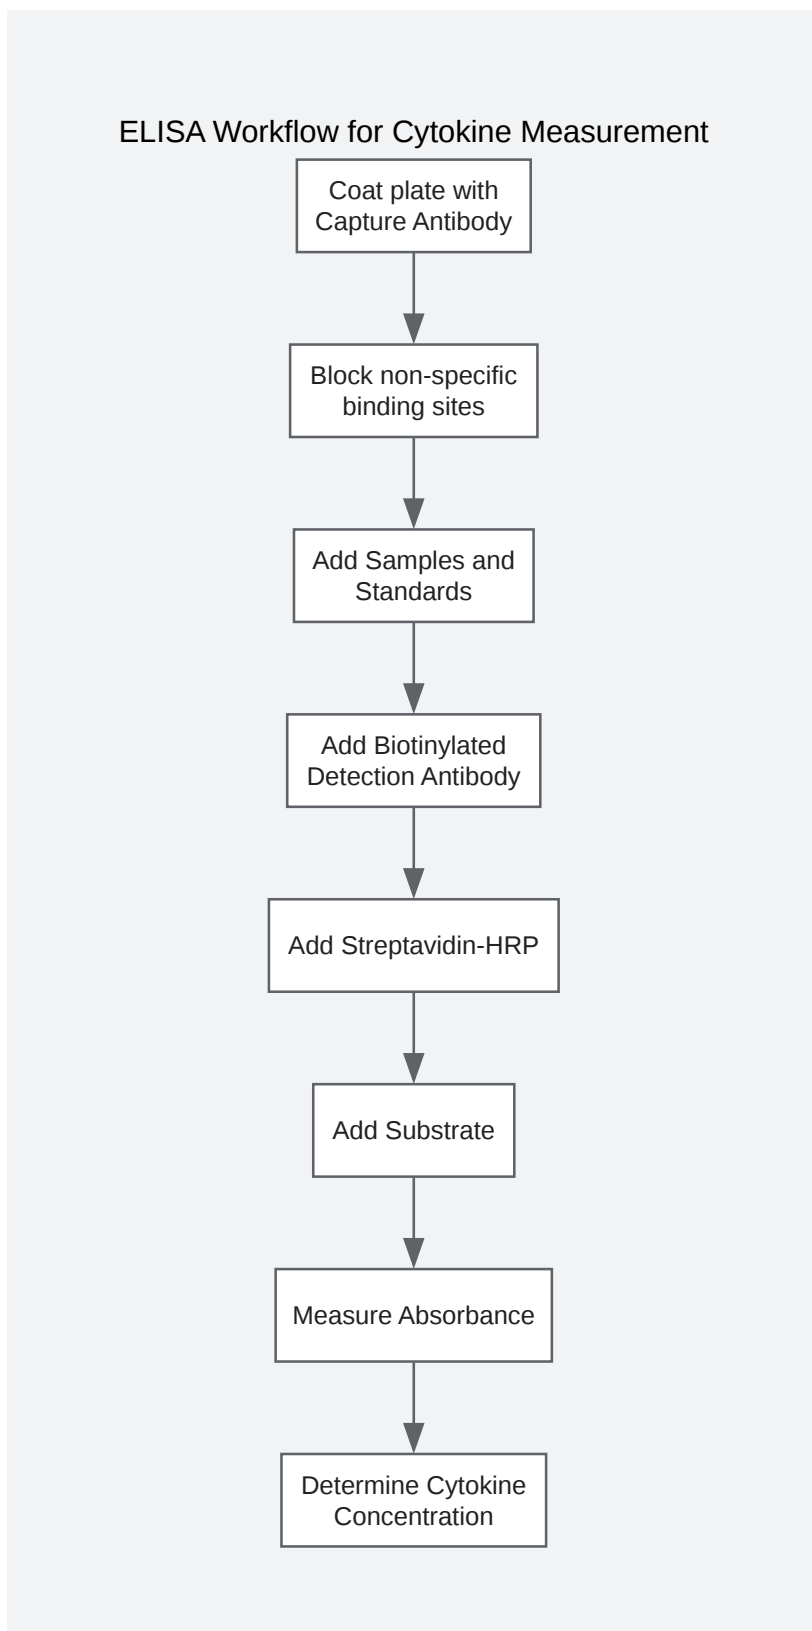 ELISA Workflow for Cytokine Measurement
Coat plate with
Capture Antibody
Block non-specific
binding sites
Add Samples and
Standards
Add Biotinylated
Detection Antibody
Add Streptavidin-HRP
Add Substrate
Measure Absorbance
Determine Cytokine
Concentration